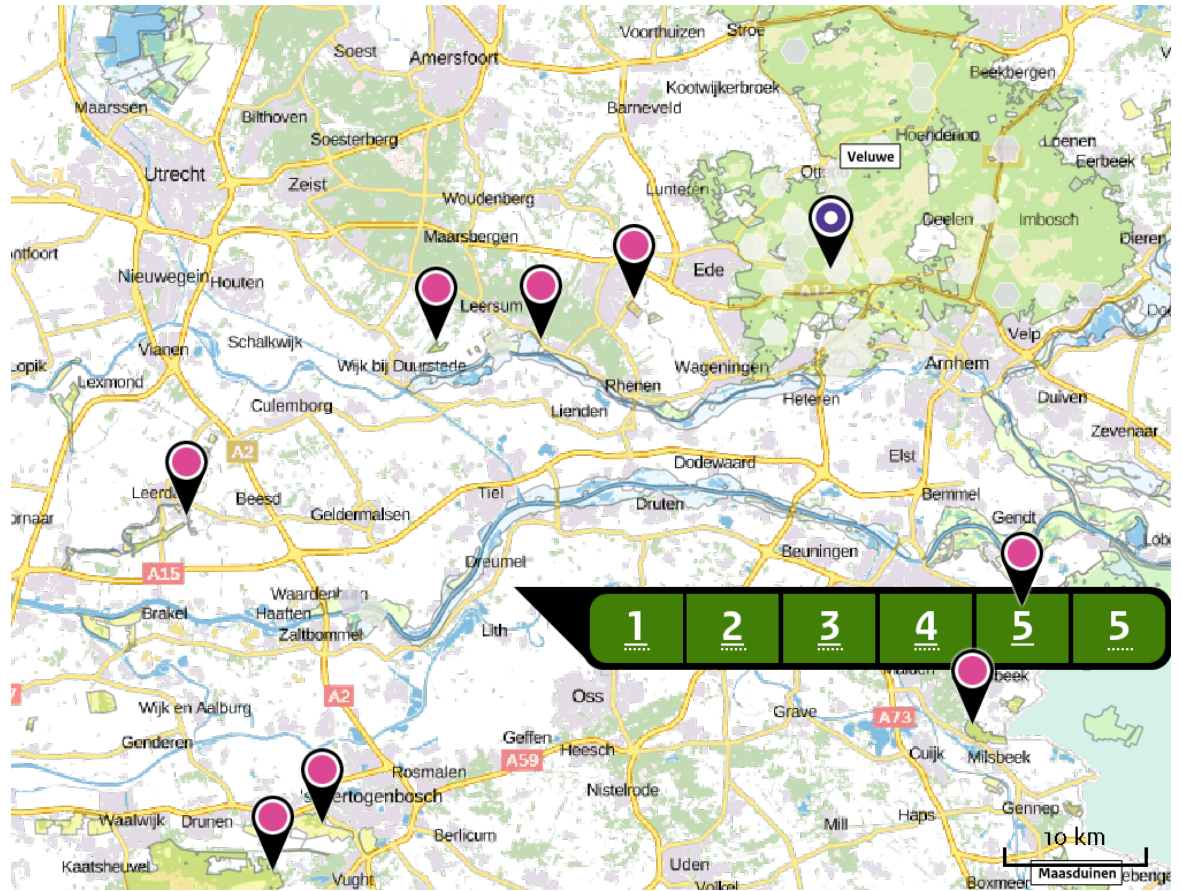 Voorthuizen
Stroe
Soest
Amersfoort
Beekbergen
Kootwijkerbroek
Maarssen
Barneveld
Bilthoven
Hoenderloo
Soesterberg
Loenen
Veluwe
Eerbeek
Utrecht
Zeist
Lunteren
Woudenberg
Deelen
Imbosch
Maarsbergen
Dieren
Nieuwegein
Houten
Ede
A12
Leersum
Velp
Schalkwijk
Vianen
Wijk bij Duurstede
Wageningen
Arnhem
Lexmond
Rhenen
Culemborg
Lienden
Heteren
Duiven
Zevenaar
A2
Elst
Dodewaard
Beesd
Tiel
Druten
Bemmel
Geldermalsen
Gendt
Beuningen
Dreumel
A15
Waardenburg
Brakel
Haaften
Zaltbommel
Lith
1 2 3 4 5 5
Oss
A2
Wijk en Aalburg
Grave
A73
Genderen
Geffen
Heesch
A59
Cuijk
Milsbeek
Rosmalen
Nistelrode
Waalwijk
Drunen
Mill
Haps
Gennep
Berlicum
10 km
Kaatsheuvel
Vught
Uden
Maasduinen
Volkel
Boxmeer